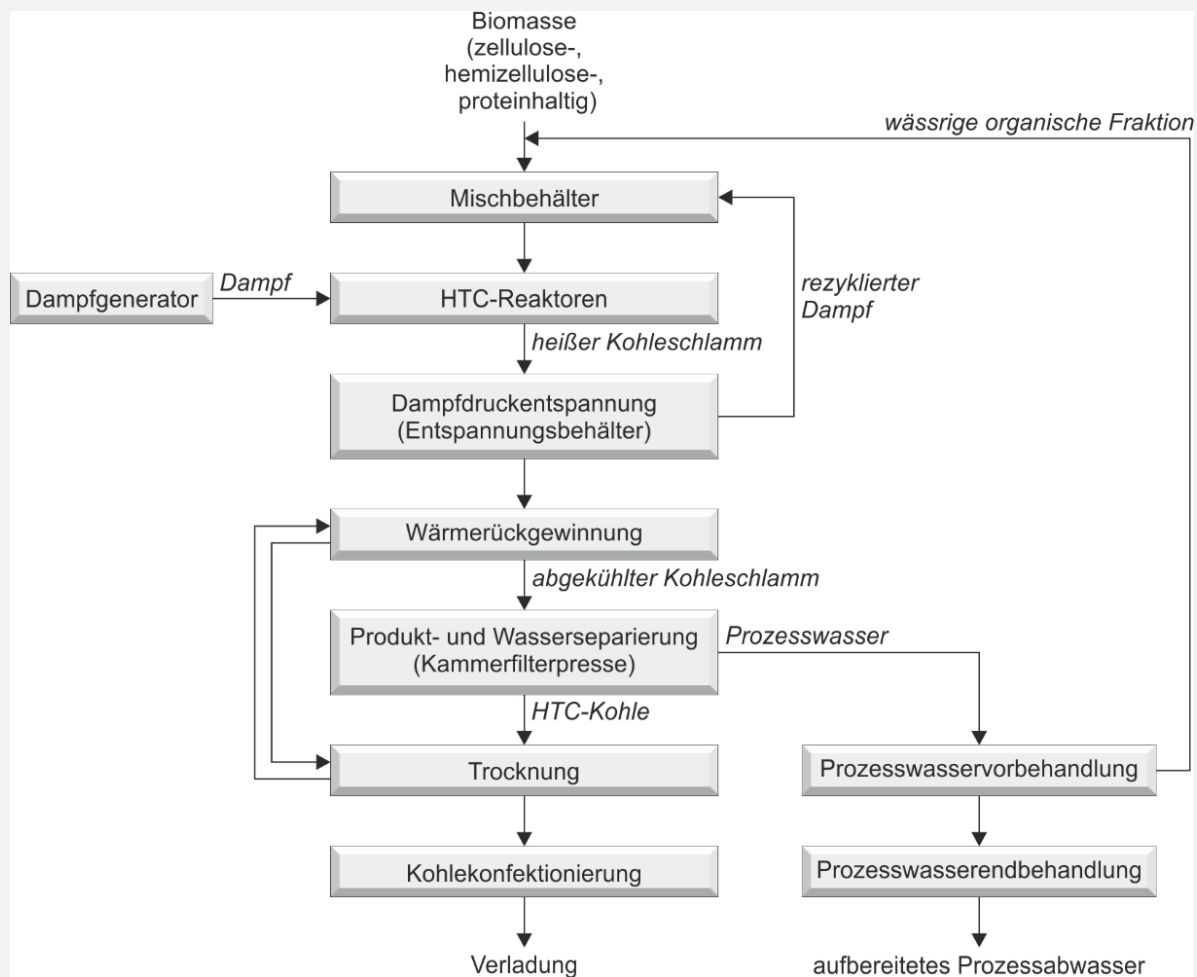 Biomasse
(zellulose-,
hemizellulose-,
proteinhaltig)
wässrige organische Fraktion
Mischbehälter
Dampfgenerator
Dampf
HTC-Reaktoren
rezyklierter
Dampf
heißer Kohleschlamm
Dampfdruckentspannung
(Entspannungsbehälter)
Wärmerückgewinnung
abgekühlter Kohleschlamm
Produkt- und Wasserseparierung
(Kammerfilterpresse)
Prozesswasser
HTC-Kohle
Trocknung
Prozesswasservorbehandlung
Kohlekonfektionierung
Prozesswasserendbehandlung
Verladung
aufbereitetes Prozessabwasser